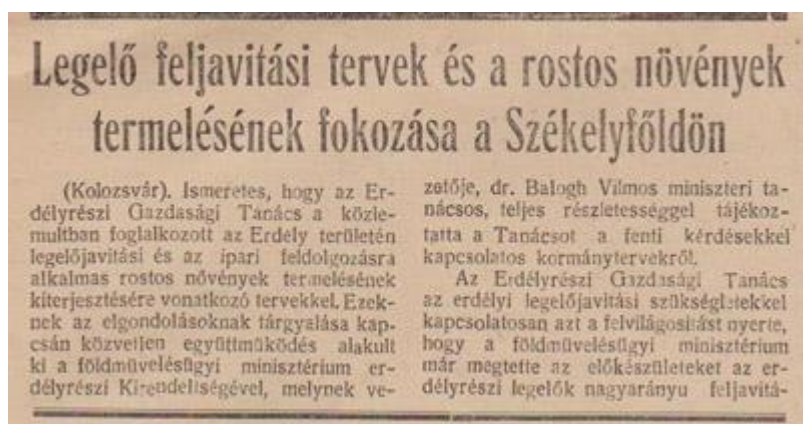 Legelő feljavitási tervek és a rostos növények
termelésének fokozása a Székelyföldön
(Kolozsvár). Ismeretes, hogy az Er-
délyrészi Gazdasági Tanács a közle-
multban foglalkozott az Erdély területén
legelőjavitási és az ipari feldolgozásra
alkalmas rostos növények termelésének
kiterjesztésére vonatkozó tervekkel. Ezek-
nek az elgondolásoknak tárgyalása kap-
csán közvetlen együttműködés alakult
ki a földművelésügyi minisztérium er-
délyrészi Kirendeltségével, melynek ve-
zetője, dr. Balogh Vilmos miniszteri ta-
nácsos, teljes részletességgel tájékoz-
tatta a Tanácsot a fenti kérdésekkel
kapcsolatos kormánytervekről.
Az Erdélyrészi Gazdasági Tanács
az erdélyi legelőjavitási szükségletekkel
kapcsolatosan azt a felvilágositást nyerte,
hogy a földművelésügyi minisztérium
már megtette az előkészületeket az er-
délyrészi legelők nagyarányu feljavitá-